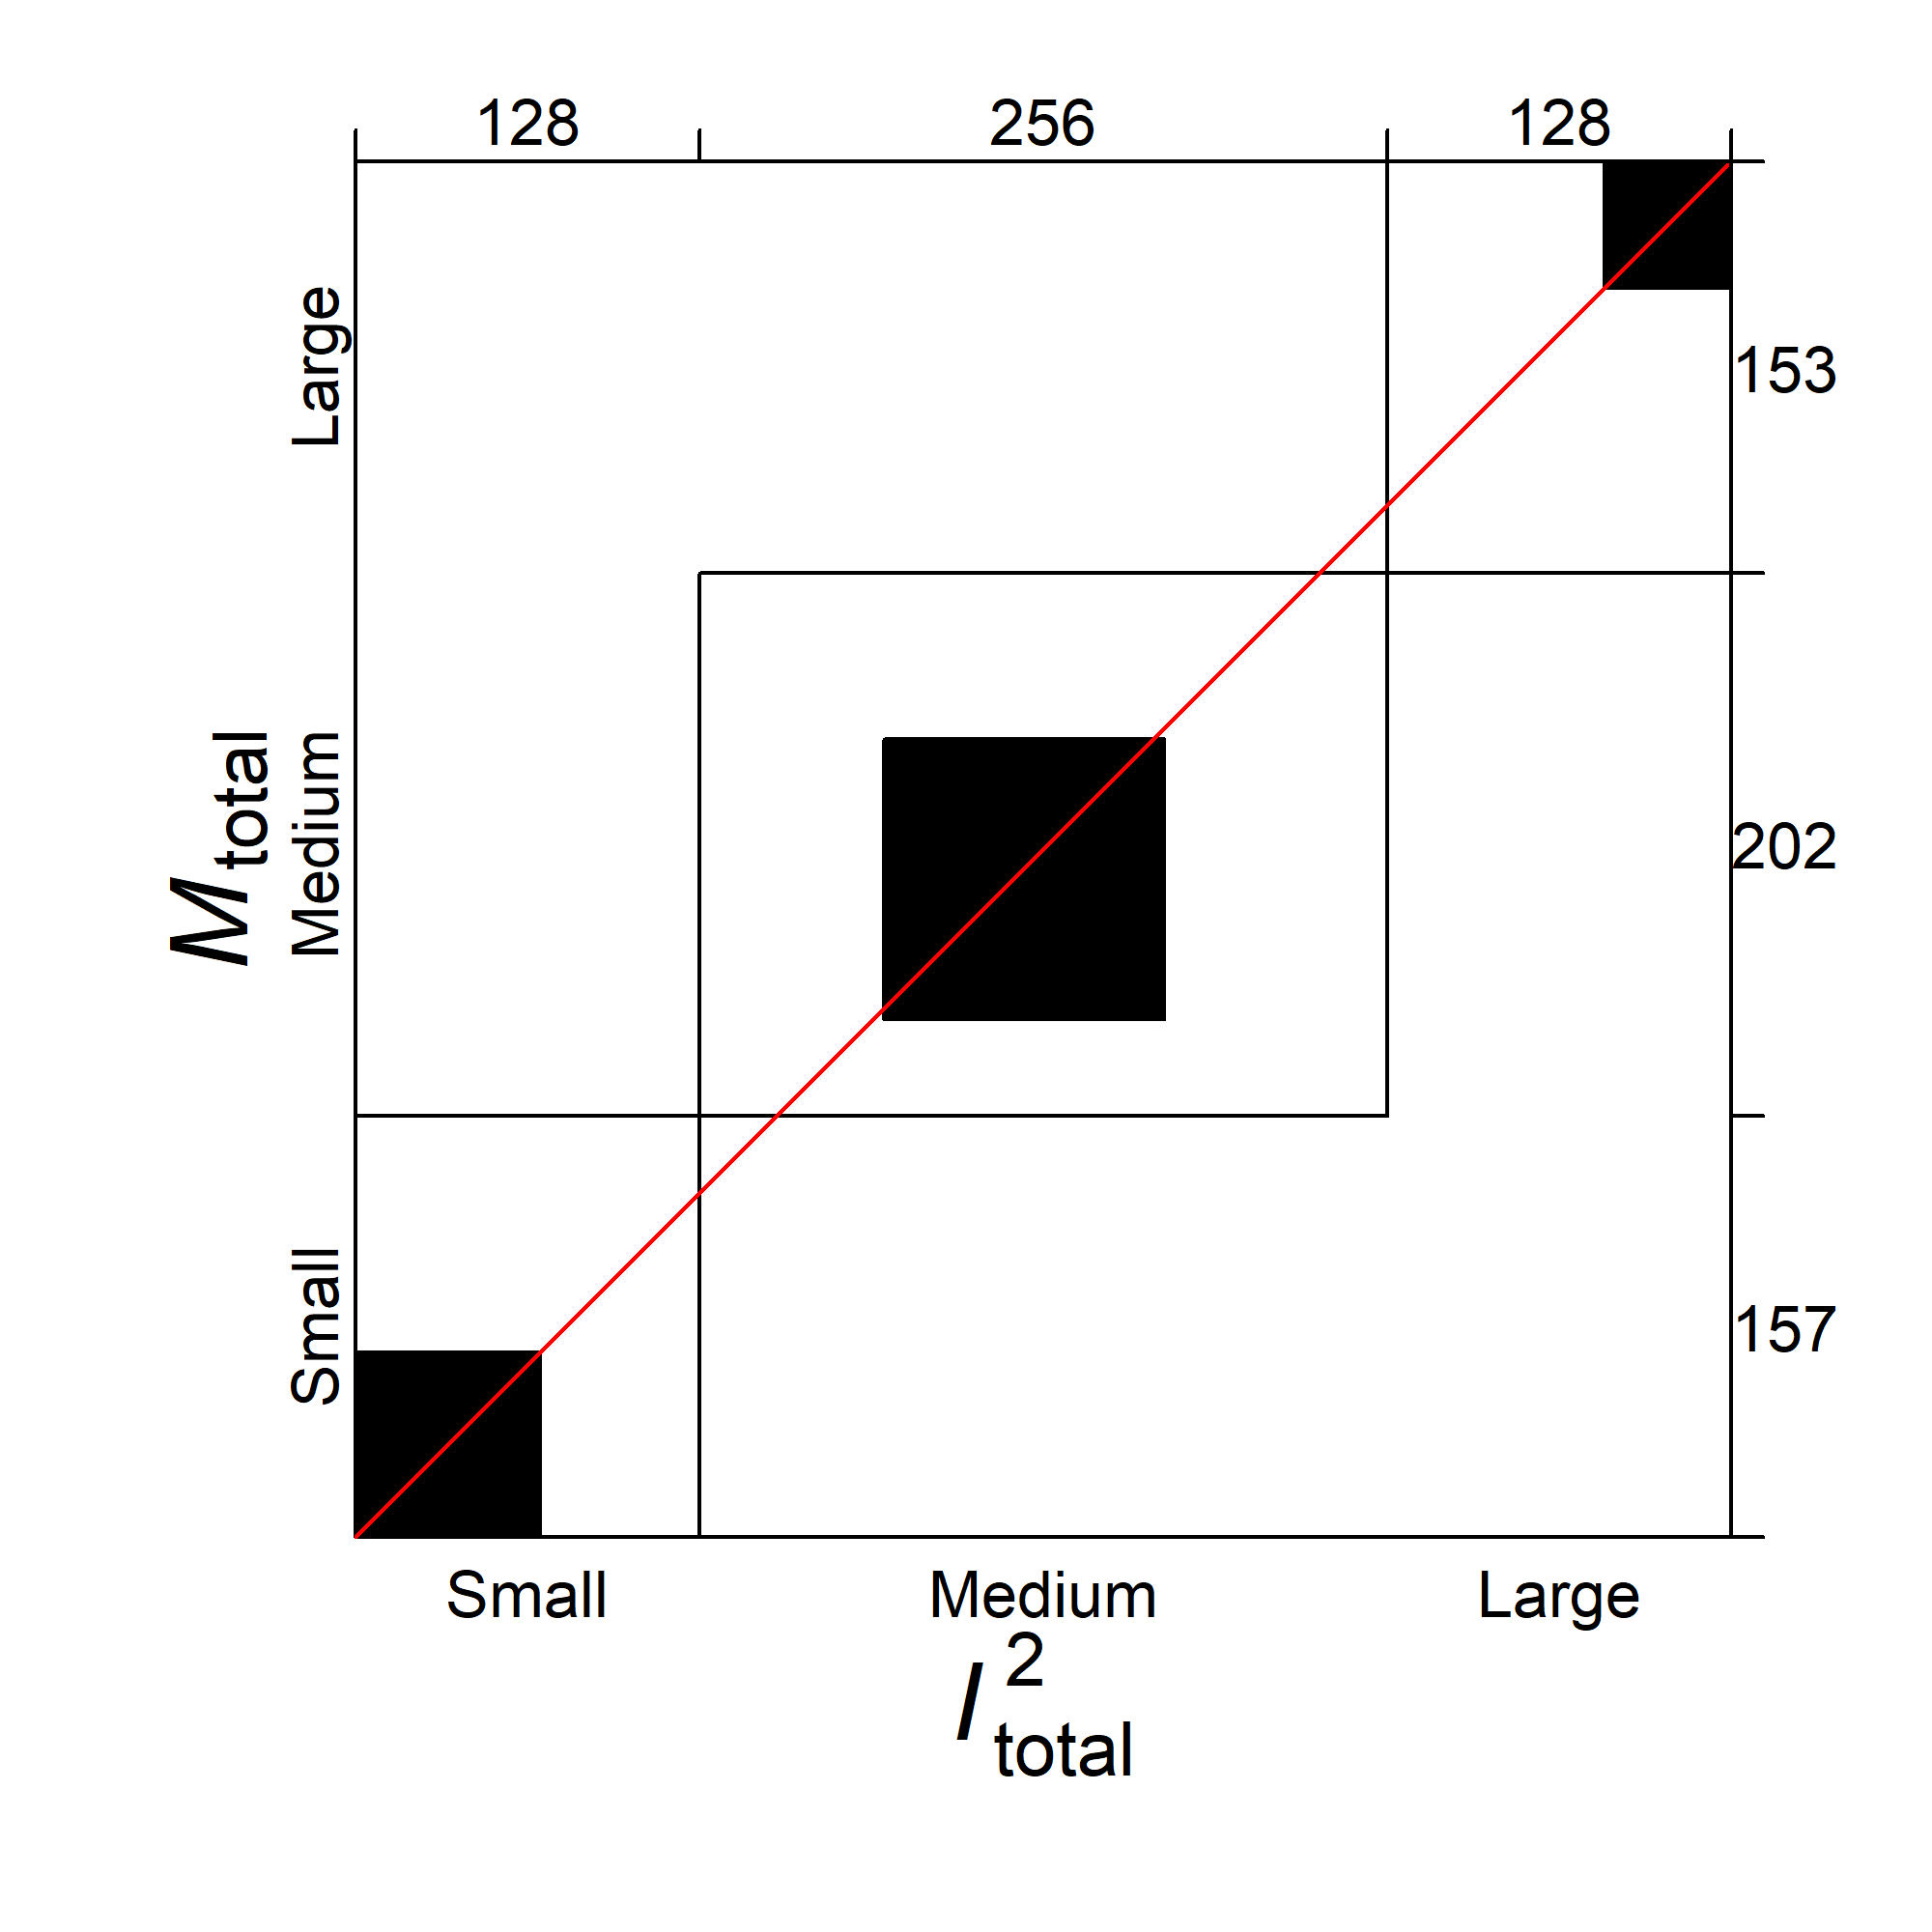 128 256 128
Large
153
M total
Medium
202
Small
157
Small Medium Large
I 2 total